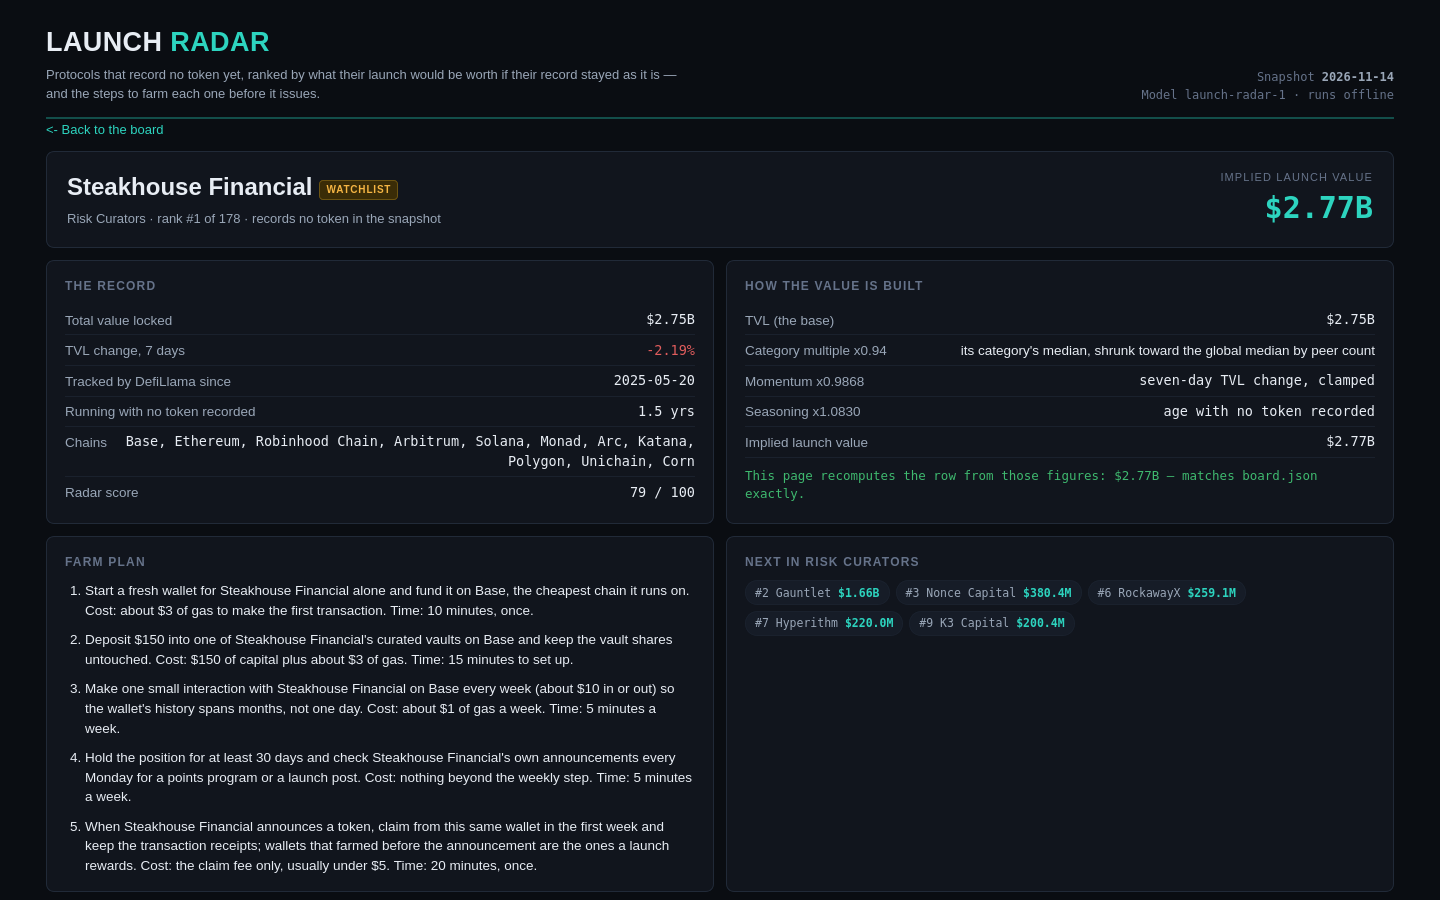 LAUNCH RADAR
Protocols that record no token yet, ranked by what their launch would be worth if their record stayed as it is —
and the steps to farm each one before it issues.
Snapshot 2026-11-14
Model launch-radar-1 · runs offline
<- Back to the board
Steakhouse Financial WATCHLIST
Risk Curators · rank #1 of 178 · records no token in the snapshot
IMPLIED LAUNCH VALUE
$2.77B
THE RECORD
Total value locked $2.75B
TVL change, 7 days -2.19%
Tracked by DefiLlama since 2025-05-20
Running with no token recorded 1.5 yrs
Chains Base, Ethereum, Robinhood Chain, Arbitrum, Solana, Monad, Arc, Katana,
Polygon, Unichain, Corn
Radar score 79 / 100
HOW THE VALUE IS BUILT
TVL (the base) $2.75B
Category multiple x0.94 its category's median, shrunk toward the global median by peer count
Momentum x0.9868 seven-day TVL change, clamped
Seasoning x1.0830 age with no token recorded
Implied launch value $2.77B
This page recomputes the row from those figures: $2.77B — matches board.json
exactly.
FARM PLAN
1. Start a fresh wallet for Steakhouse Financial alone and fund it on Base, the cheapest chain it runs on.
Cost: about $3 of gas to make the first transaction. Time: 10 minutes, once.
2. Deposit $150 into one of Steakhouse Financial's curated vaults on Base and keep the vault shares
untouched. Cost: $150 of capital plus about $3 of gas. Time: 15 minutes to set up.
3. Make one small interaction with Steakhouse Financial on Base every week (about $10 in or out) so
the wallet's history spans months, not one day. Cost: about $1 of gas a week. Time: 5 minutes a
week.
4. Hold the position for at least 30 days and check Steakhouse Financial's own announcements every
Monday for a points program or a launch post. Cost: nothing beyond the weekly step. Time: 5 minutes
a week.
5. When Steakhouse Financial announces a token, claim from this same wallet in the first week and
keep the transaction receipts; wallets that farmed before the announcement are the ones a launch
rewards. Cost: the claim fee only, usually under $5. Time: 20 minutes, once.
NEXT IN RISK CURATORS
#2 Gauntlet $1.66B #3 Nonce Capital $380.4M #6 RockawayX $259.1M
#7 Hyperithm $220.0M #9 K3 Capital $200.4M